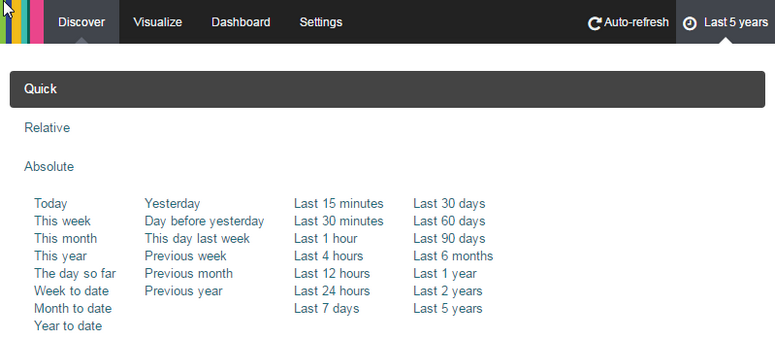 Discover Visualize Dashboard Settings Auto-refresh Last 5 years
Quick
Relative
Absolute
Today Yesterday Last 15 minutes Last 30 days
This week Day before yesterday Last 30 minutes Last 60 days
This month This day last week Last 1 hour Last 90 days
This year Previous week Last 4 hours Last 6 months
The day so far Previous month Last 12 hours Last 1 year
Week to date Previous year Last 24 hours Last 2 years
Month to date Last 7 days Last 5 years
Year to date